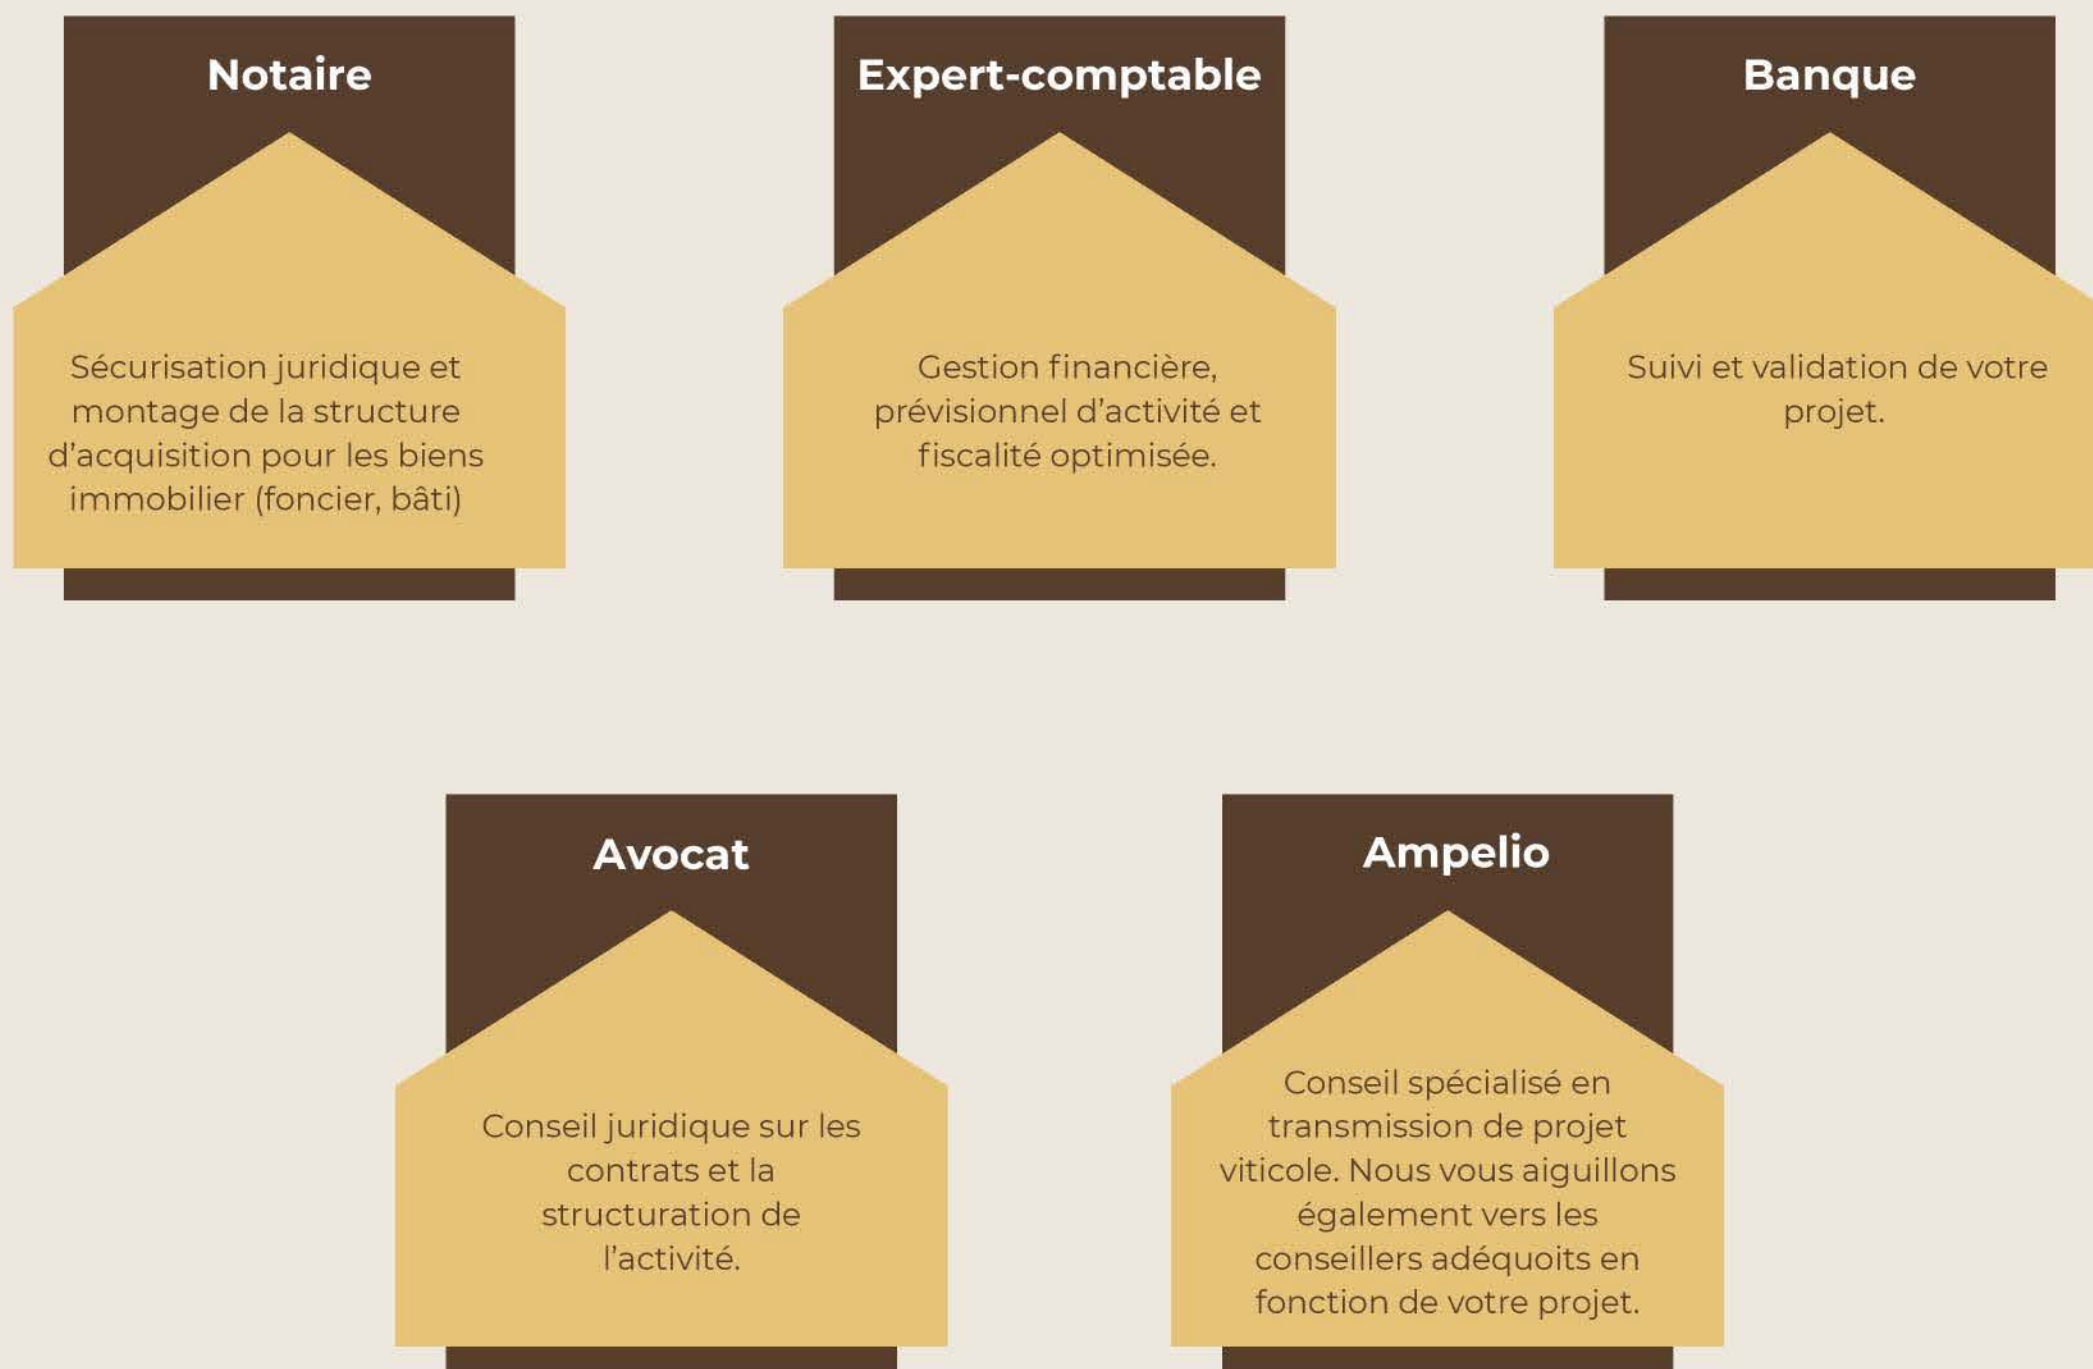 Notaire
Sécurisation juridique et
montage de la structure
d'acquisition pour les biens
immobilier (foncier, bâti)
Expert-comptable
Gestion financière,
prévisionnel d'activité et
fiscalité optimisée.
Banque
Suivi et validation de votre
projet.
Avocat
Conseil juridique sur les
contrats et la
structuration de
l'activité.
Ampelio
Conseil spécialisé en
transmission de projet
viticole. Nous vous aiguillons
également vers les
conseillers adéquoits en
fonction de votre projet.